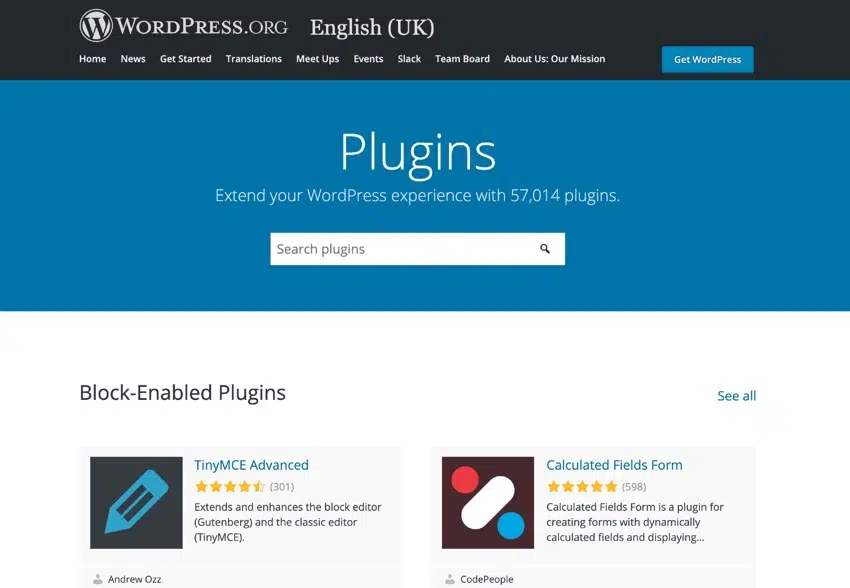 WORDPRESS.ORG English (UK)
Home News Get Started Translations Meet Ups Events Slack Team Board About Us: Our Mission Get WordPress
Plugins
Extend your WordPress experience with 57,014 plugins.
Search plugins
Block-Enabled Plugins See all
TinyMCE Advanced
(301)
Extends and enhances the block editor
(Gutenberg) and the classic editor
(TinyMCE).
Andrew Ozz
Calculated Fields Form
(598)
Calculated Fields Form is a plugin for
creating forms with dynamically
calculated fields and displaying...
CodePeople